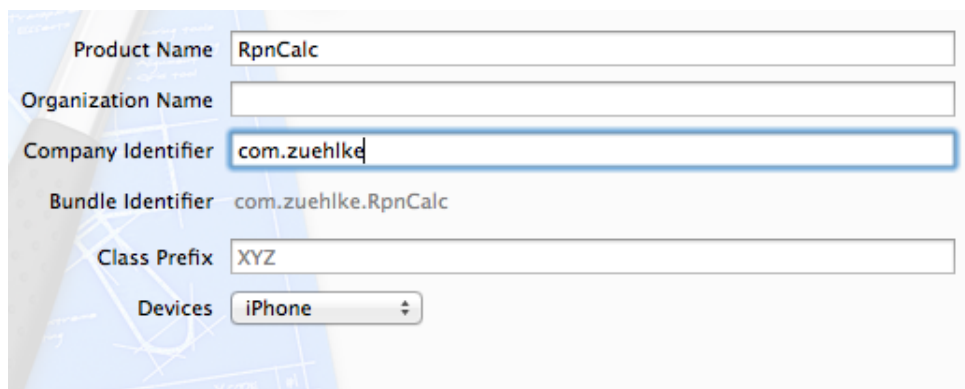 Product Name RpnCalc
Organization Name
Company Identifier com.zuehlke
Bundle Identifier com.zuehlke.RpnCalc
Class Prefix XYZ
Devices iPhone